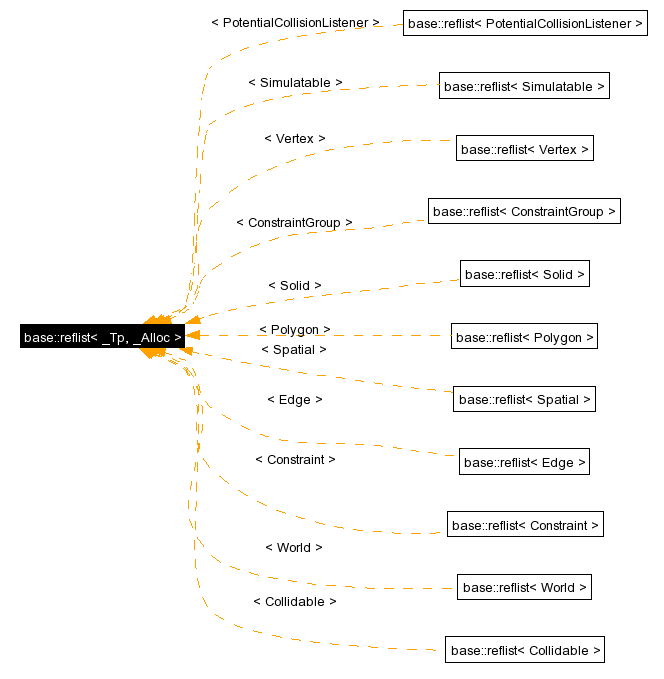 < PotentialCollisionListener >
base::reflist< PotentialCollisionListener >
< Simulatable >
base::reflist< Simulatable >
< Vertex >
base::reflist< Vertex >
< ConstraintGroup >
base::reflist< ConstraintGroup >
< Solid >
base::reflist< Solid >
base::reflist< _Tp, _Alloc >
< Polygon >
base::reflist< Polygon >
< Spatial >
base::reflist< Spatial >
< Edge >
base::reflist< Edge >
< Constraint >
base::reflist< Constraint >
< World >
base::reflist< World >
< Collidable >
base::reflist< Collidable >